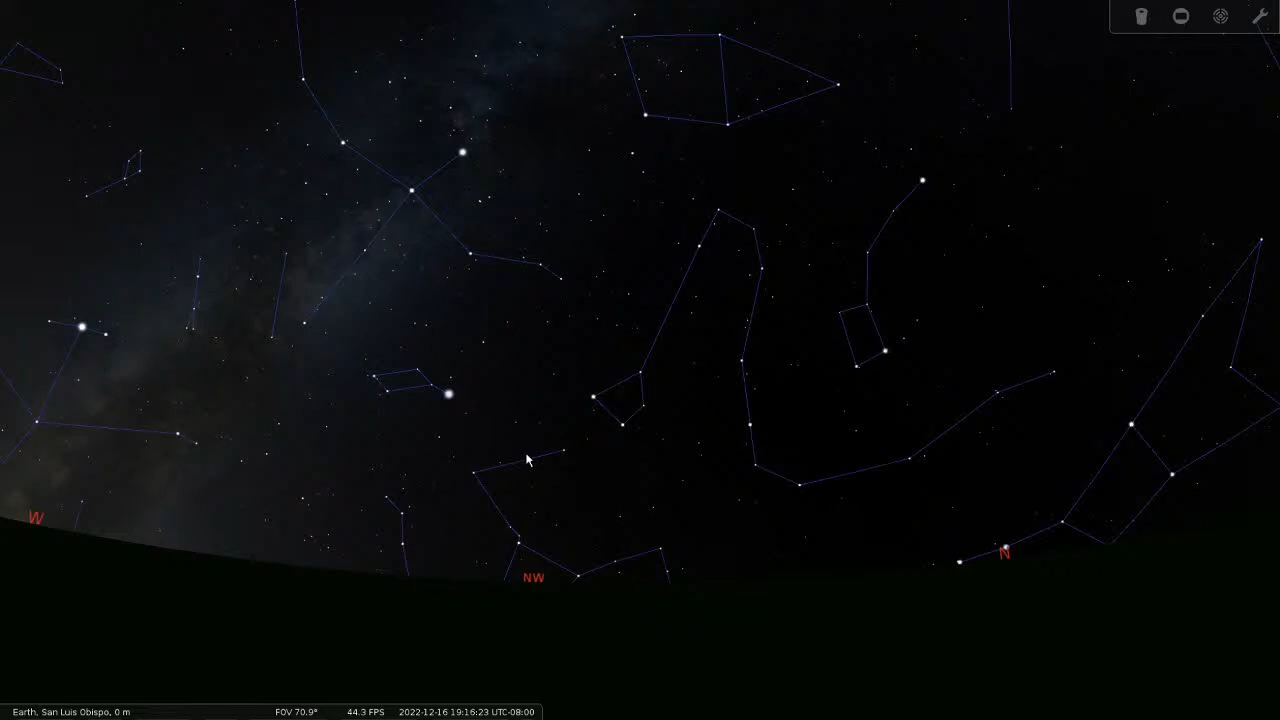 W
NW
N
Earth, San Luis Obispo, 0 m FOV 70.9° 44.3 FPS 2022-12-16 19:16:23 UTC-08:00